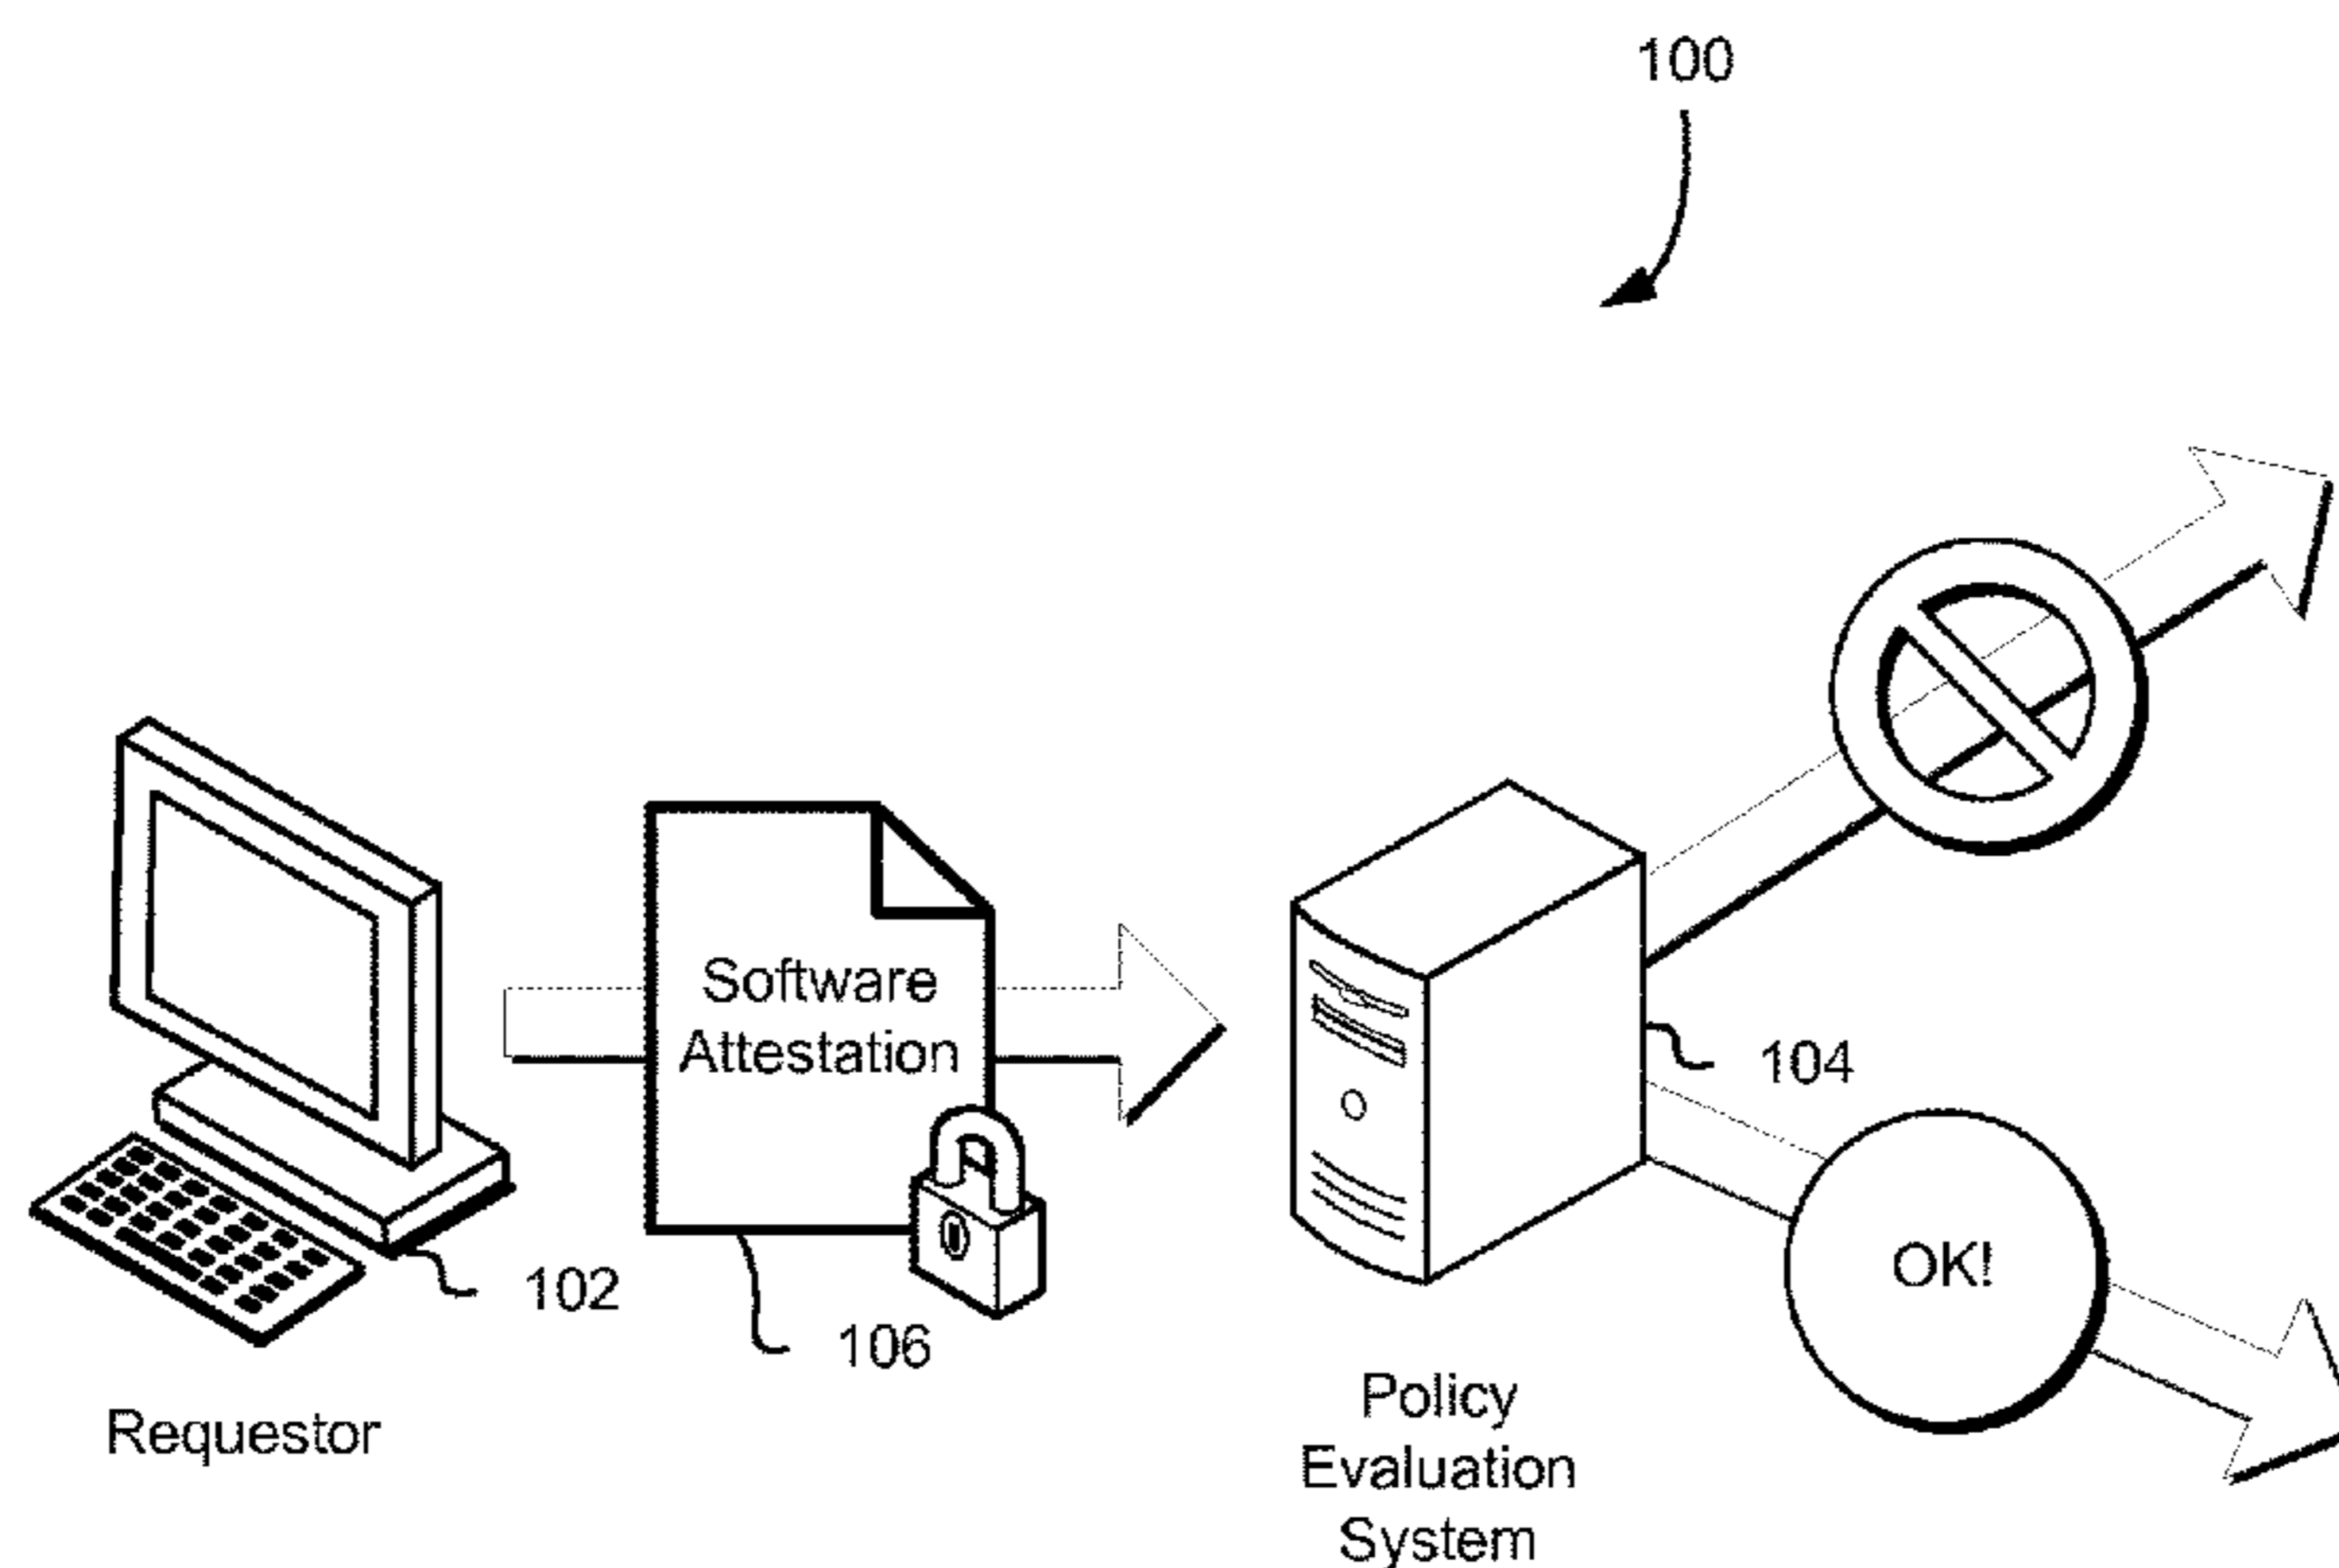 100
Software
Attestation
104
OK!
102
106
Requestor
Policy
Evaluation
System